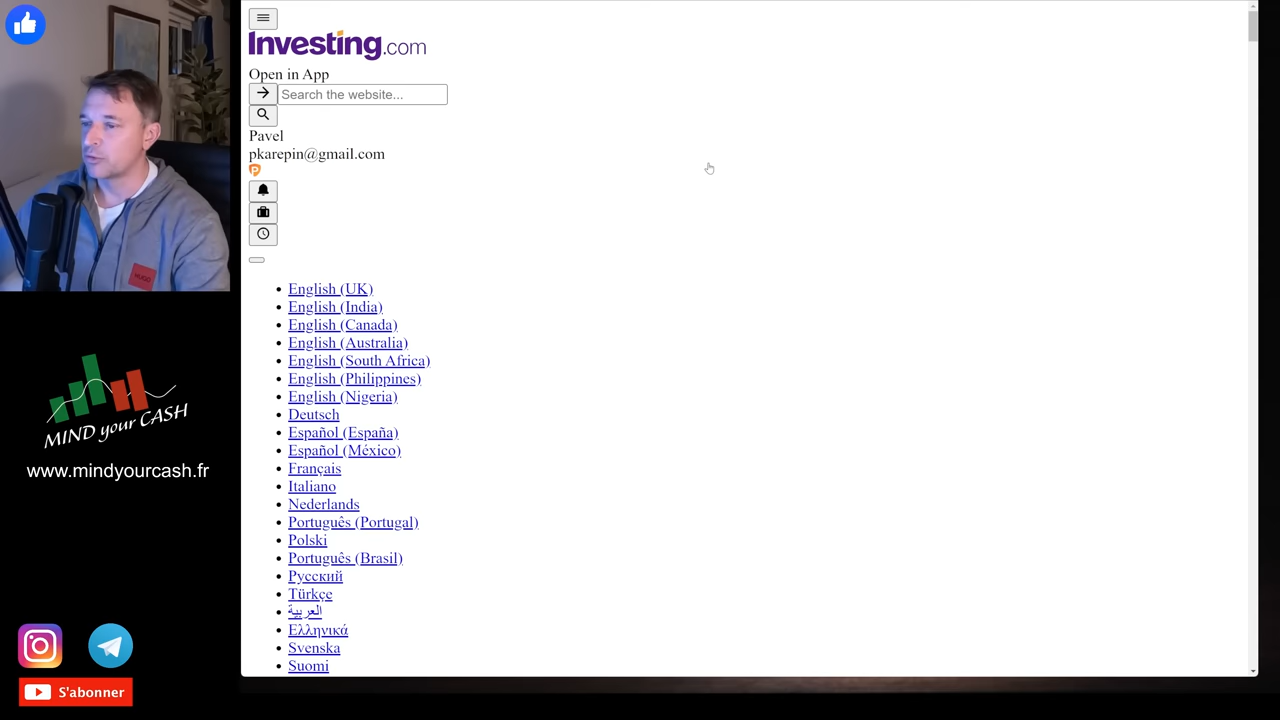 Investing.com
Open in App
Search the website...
Pavel
pkarepin@gmail.com
English (UK)
English (India)
English (Canada)
English (Australia)
English (South Africa)
English (Philippines)
English (Nigeria)
Deutsch
Español (España)
Español (México)
Français
Italiano
Nederlands
Português (Portugal)
Polski
Português (Brasil)
Русский
Türkçe
العربية
Ελληνικά
Svenska
Suomi
HUGO
MIND your CASH
www.mindyourcash.fr
S'abonner